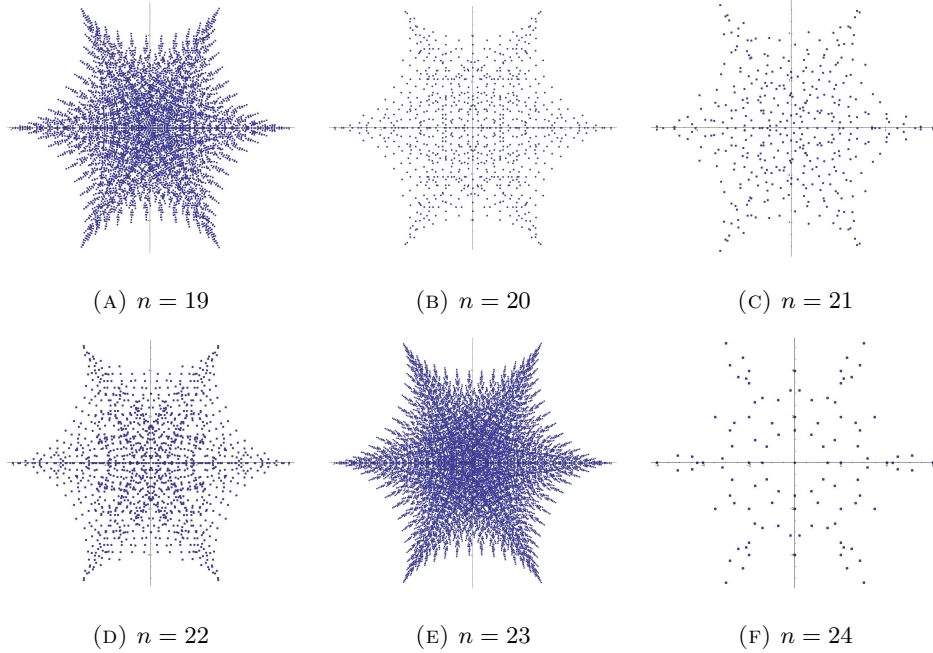 (A) n = 19
(B) n = 20
(C) n = 21
(D) n = 22
(E) n = 23
(F) n = 24